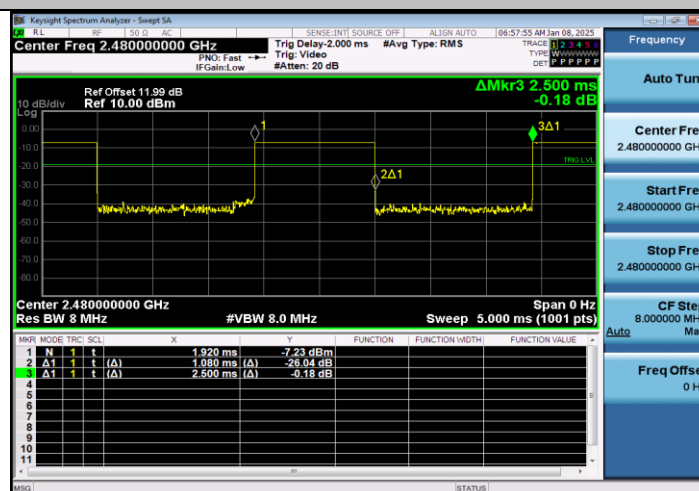 Keysight Spectrum Analyzer - Swept SA
RL RF 50 Ω AC SENSE:INT SOURCE OFF ALIGN AUTO 06:57:55 AM Jan 08, 2025
Center Freq 2.480000000 GHz
PNO: Fast
IFGain:Low
Trig Delay-2.000 ms
Trig: Video
#Atten: 20 dB
#Avg Type: RMS
TRACE 1 2 3 4 5 6
TYPE WWWWWW
DET P P P P P P
Frequency
ΔMkr3 2.500 ms
-0.18 dB
Ref Offset 11.99 dB
10 dB/div Ref 10.00 dBm
Log
0.00
-10.0
-20.0
-30.0
-40.0
-50.0
-60.0
-70.0
-80.0
1
2Δ1
3Δ1
TRIG LVL
Center 2.480000000 GHz Span 0 Hz
Res BW 8 MHz #VBW 8.0 MHz Sweep 5.000 ms (1001 pts)
MKR MODE TRC SCL X Y FUNCTION FUNCTION WIDTH FUNCTION VALUE
1 N 1 t 1.920 ms -7.23 dBm
2 Δ1 1 t (Δ) 1.080 ms (Δ) -26.04 dB
3 Δ1 1 t (Δ) 2.500 ms (Δ) -0.18 dB
4
5
6
7
8
9
10
11
MSG STATUS
Auto Tun
Center Fre
2.480000000 GH
Start Fre
2.480000000 GH
Stop Fre
2.480000000 GH
CF Ste
8.000000 MH
Auto Ma
Freq Offse
0 H